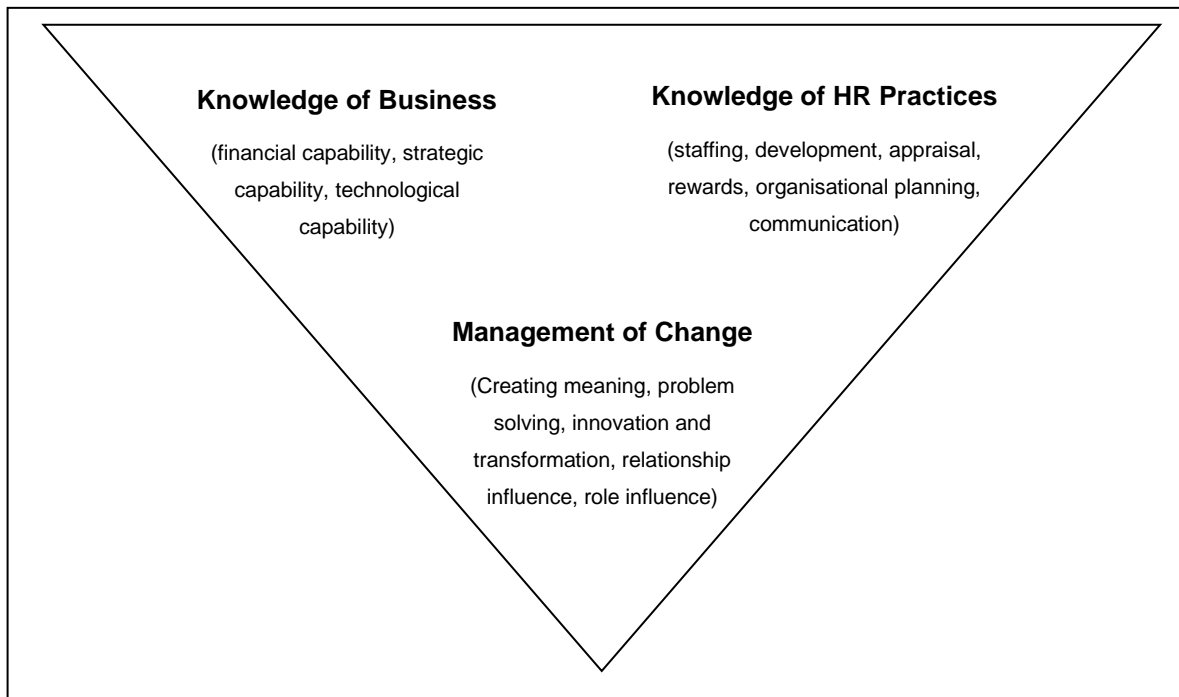 Knowledge of Business
(financial capability, strategic
capability, technological
capability)
Knowledge of HR Practices
(staffing, development, appraisal,
rewards, organisational planning,
communication)
Management of Change
(Creating meaning, problem
solving, innovation and
transformation, relationship
influence, role influence)